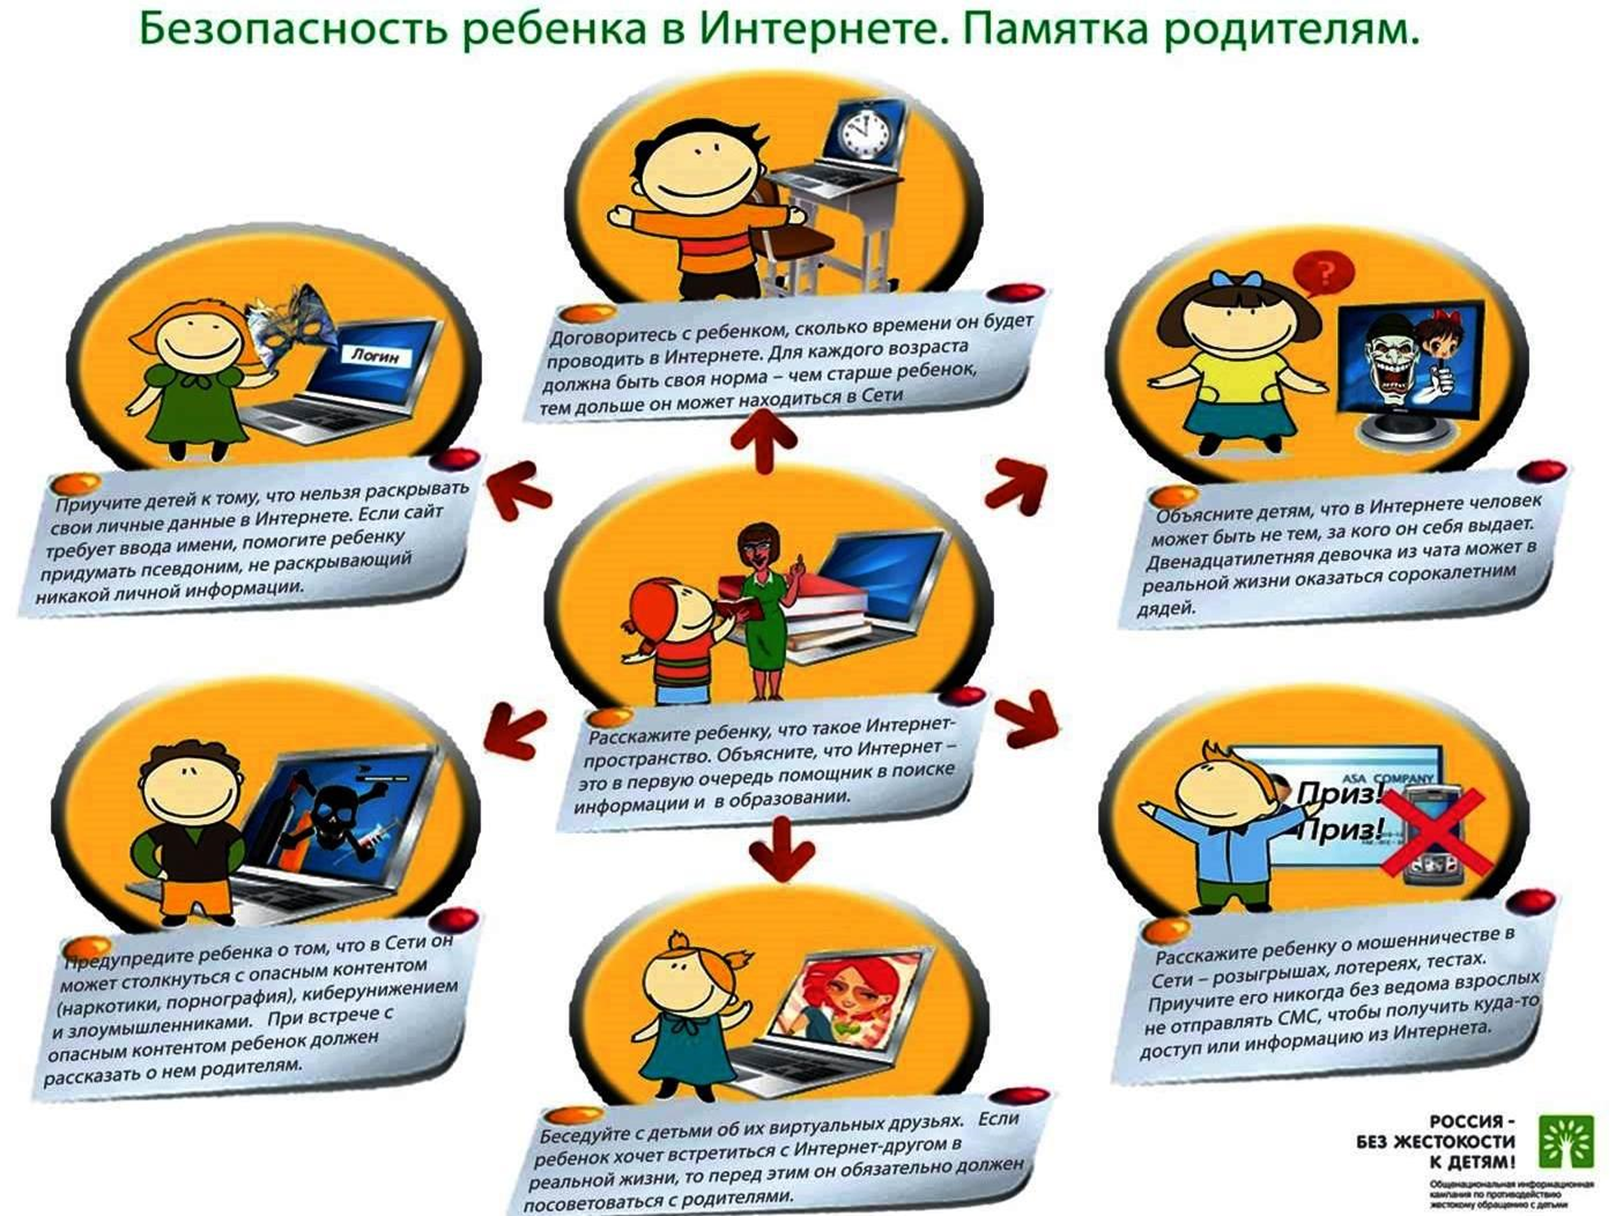 Безопасность ребенка в Интернете. Памятка родителям.
Договоритесь с ребенком, сколько времени он будет
проводить в Интернете. Для каждого возраста
должна быть своя норма – чем старше ребенок,
тем дольше он может находиться в Сети
Логин
Приучите детей к тому, что нельзя раскрывать
свои личные данные в Интернете. Если сайт
требует ввода имени, помогите ребенку
придумать псевдоним, не раскрывающий
никакой личной информации.
?
Объясните детям, что в Интернете человек
может быть не тем, за кого он себя выдает.
Двенадцатилетняя девочка из чата может в
реальной жизни оказаться сорокалетним
дядей.
Расскажите ребенку, что такое Интернет-
пространство. Объясните, что Интернет –
это в первую очередь помощник в поиске
информации и в образовании.
Предупредите ребенка о том, что в Сети он
может столкнуться с опасным контентом
(наркотики, порнография), киберунижением
и злоумышленниками. При встрече с
опасным контентом ребенок должен
рассказать о нем родителям.
ASA COMPANY
Приз!
Приз!
Расскажите ребенку о мошенничестве в
Сети – розыгрышах, лотереях, тестах.
Приучите его никогда без ведома взрослых
не отправлять СМС, чтобы получить куда-то
доступ или информацию из Интернета.
Беседуйте с детьми об их виртуальных друзьях. Если
ребенок хочет встретиться с Интернет-другом в
реальной жизни, то перед этим он обязательно должен
посоветоваться с родителями.
РОССИЯ -
БЕЗ ЖЕСТОКОСТИ
К ДЕТЯМ!
Общенациональная информационная
кампания по противодействию
жестокому обращению с детьми